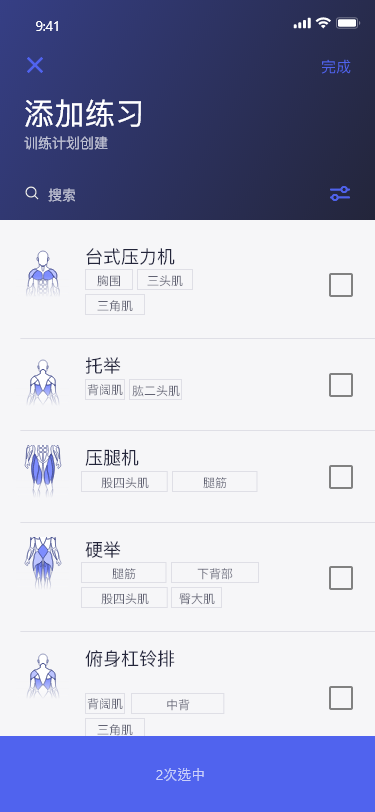 9:41
完成
添加练习
训练计划创建
搜索
台式压力机
胸围 三头肌
三角肌
托举
背阔肌 肱二头肌
压腿机
股四头肌 腿筋
硬举
腿筋 下背部
股四头肌 臀大肌
俯身杠铃排
背阔肌 中背
三角肌
2次选中